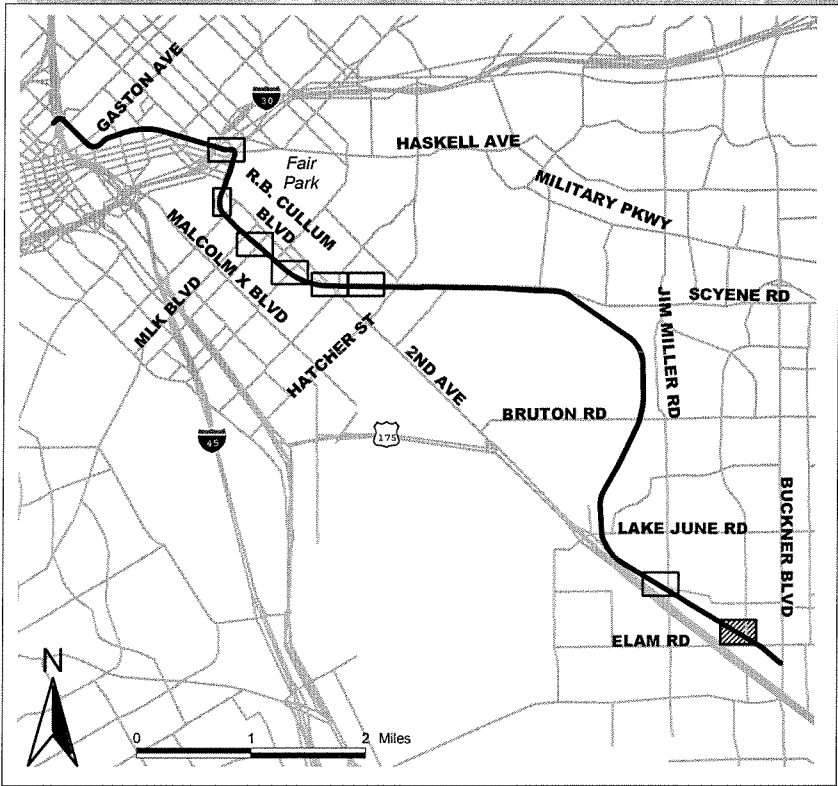 GASTON AVE
30
HASKELL AVE
Fair
Park
R.B. CULLUM
BLVD
MILITARY PKWY
MALCOLM X BLVD
MLK BLVD
SCYENE RD
JIM MILLER RD
HATCHER ST
2ND AVE
BRUTON RD
175
45
BUCKNER BLVD
LAKE JUNE RD
ELAM RD
N
0 1 2 Miles